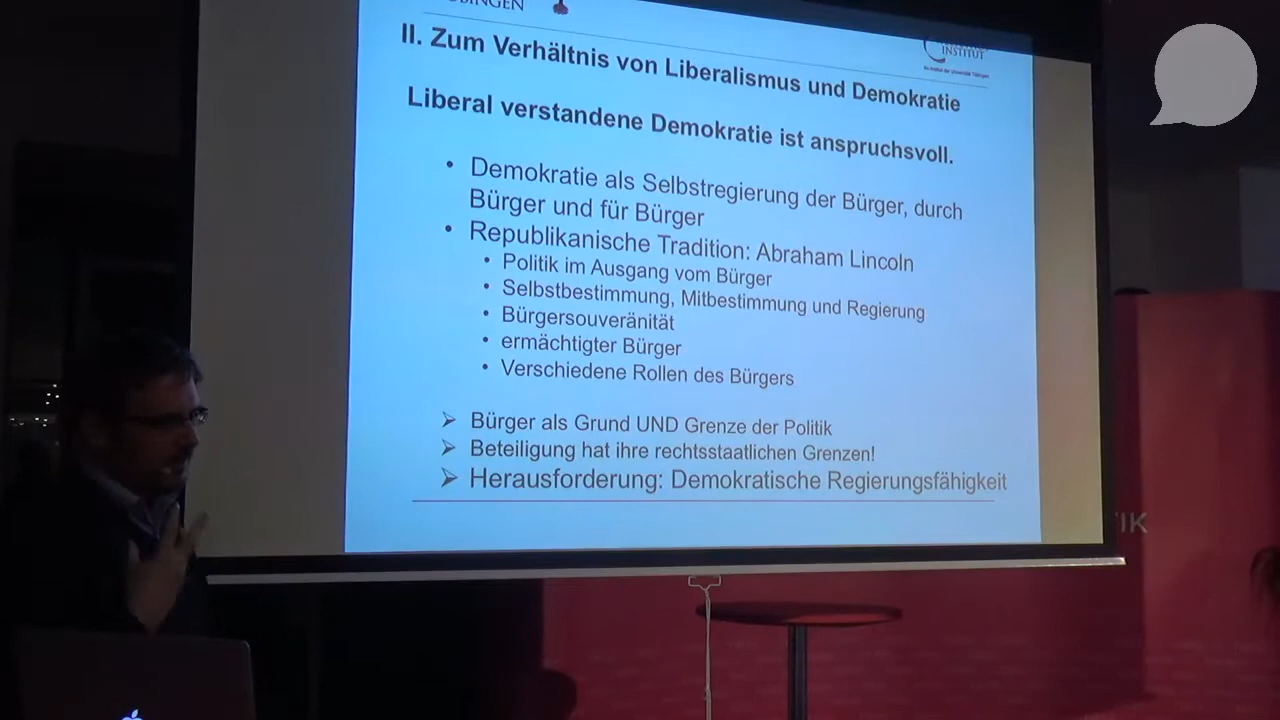 II. Zum Verhältnis von Liberalismus und Demokratie
INSTITUT
Liberal verstandene Demokratie ist anspruchsvoll.
• Demokratie als Selbstregierung der Bürger, durch
Bürger und für Bürger
• Republikanische Tradition: Abraham Lincoln
• Politik im Ausgang vom Bürger
• Selbstbestimmung, Mitbestimmung und Regierung
• Bürgersouveränität
• ermächtigter Bürger
• Verschiedene Rollen des Bürgers
➢ Bürger als Grund UND Grenze der Politik
➢ Beteiligung hat ihre rechtsstaatlichen Grenzen!
➢ Herausforderung: Demokratische Regierungsfähigkeit